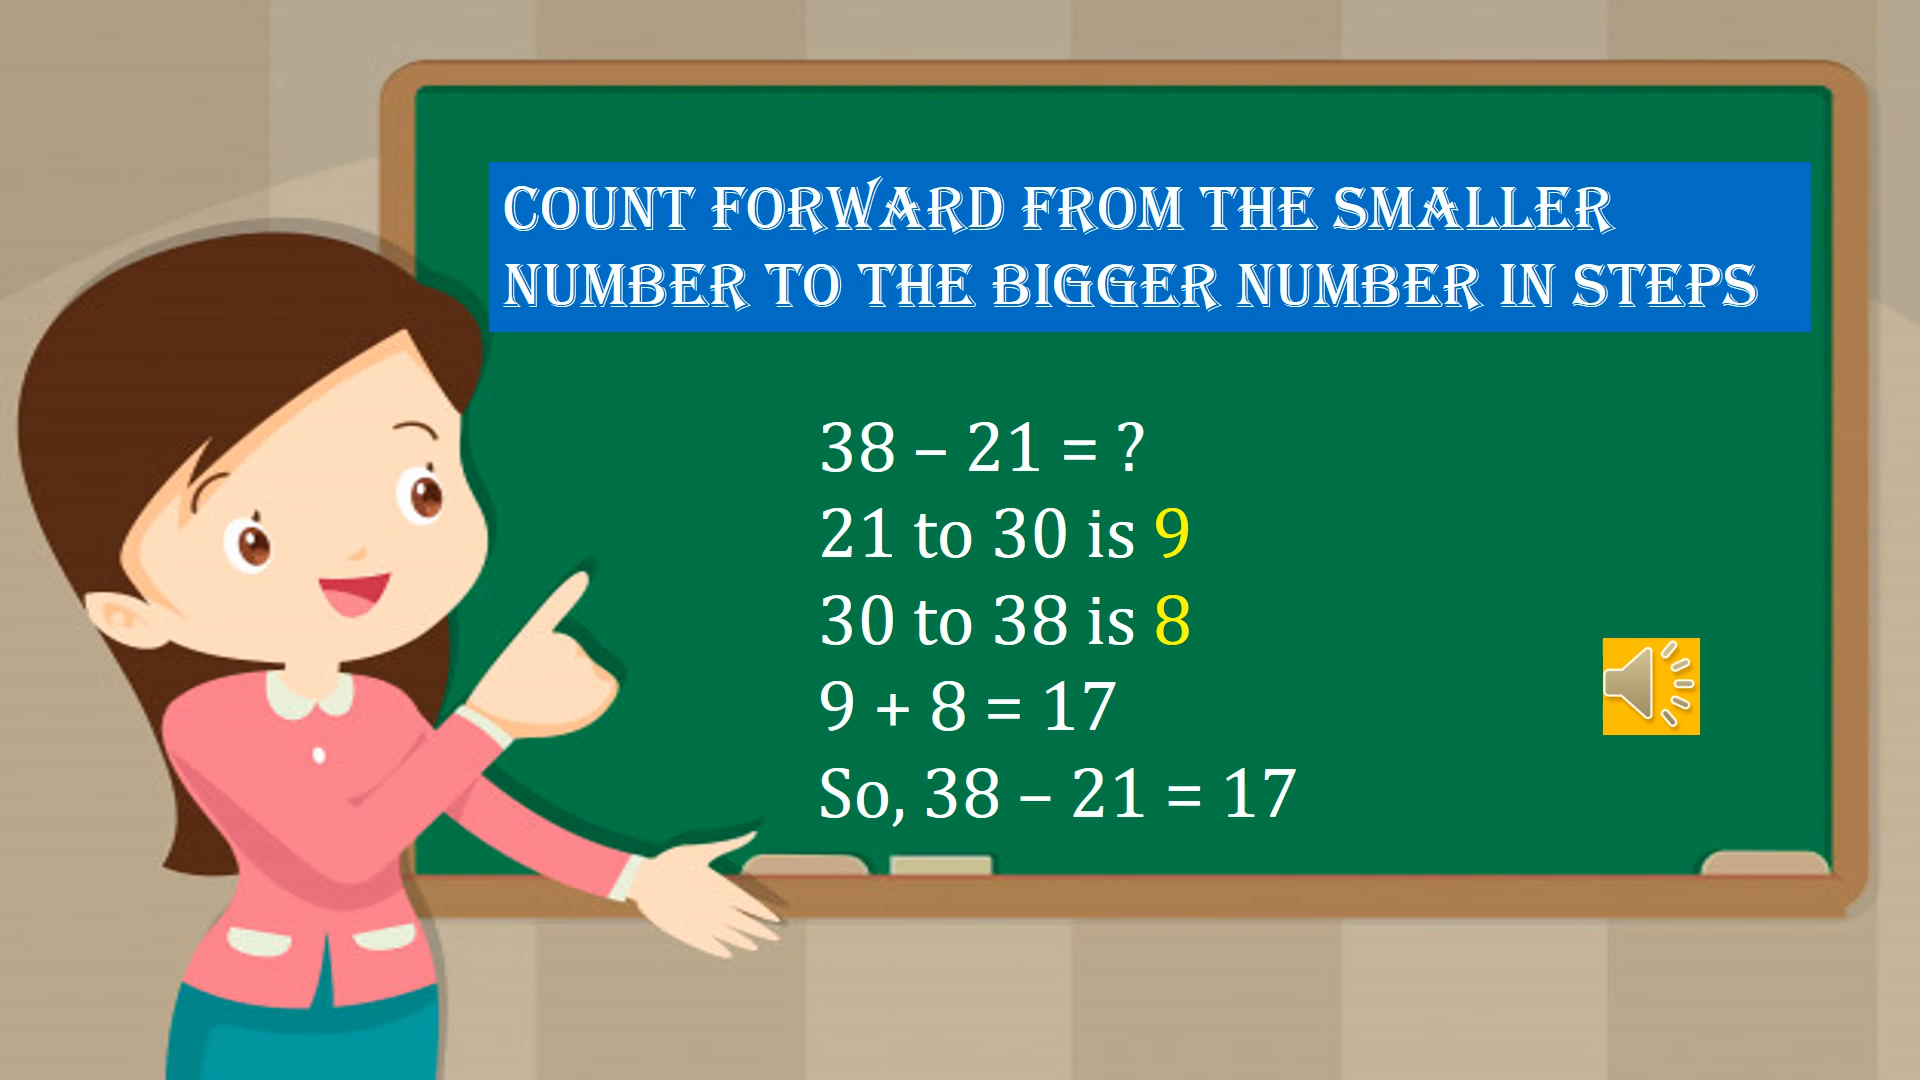 COUNT FORWARD FROM THE SMALLER
NUMBER TO THE BIGGER NUMBER IN STEPS
38 – 21 = ?
21 to 30 is 9
30 to 38 is 8
9 + 8 = 17
So, 38 – 21 = 17